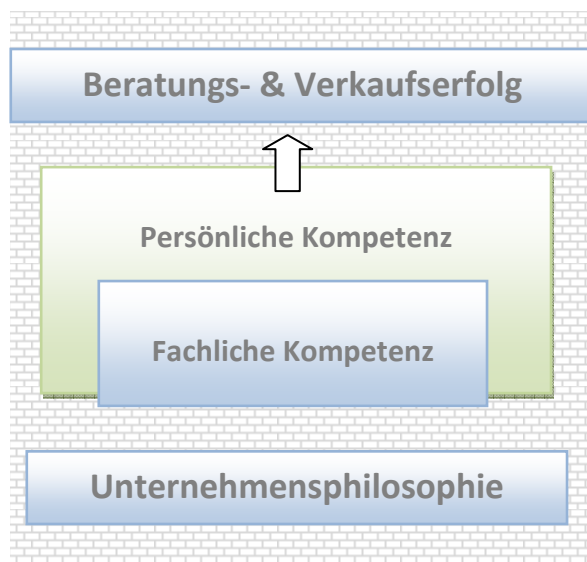 Beratungs- & Verkaufserfolg
Persönliche Kompetenz
Fachliche Kompetenz
Unternehmensphilosophie